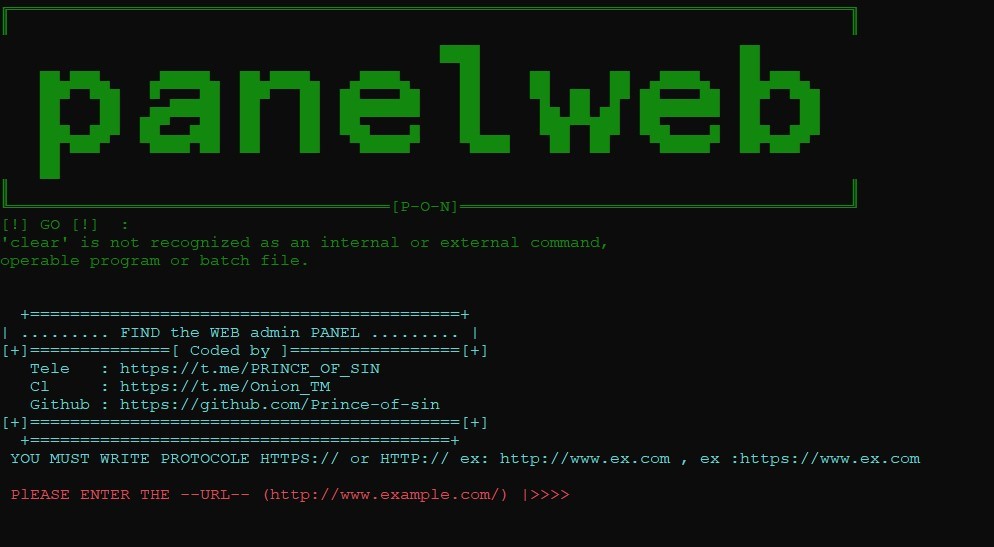 panelweb
[P-O-N]
[!] GO [!]  :
'clear' is not recognized as an internal or external command,
operable program or batch file.
+===========================================+
| ......... FIND the WEB admin PANEL ......... |
[+]==============[ Coded by ]=================[+]
Tele   : https://t.me/PRINCE_OF_SIN
Cl     : https://t.me/Onion_TM
Github : https://github.com/Prince-of-sin
[+]===========================================[+]
+==========================================+
YOU MUST WRITE PROTOCOLE HTTPS:// or HTTP:// ex: http://www.ex.com , ex :https://www.ex.com
PlEASE ENTER THE --URL-- (http://www.example.com/) |>>>>